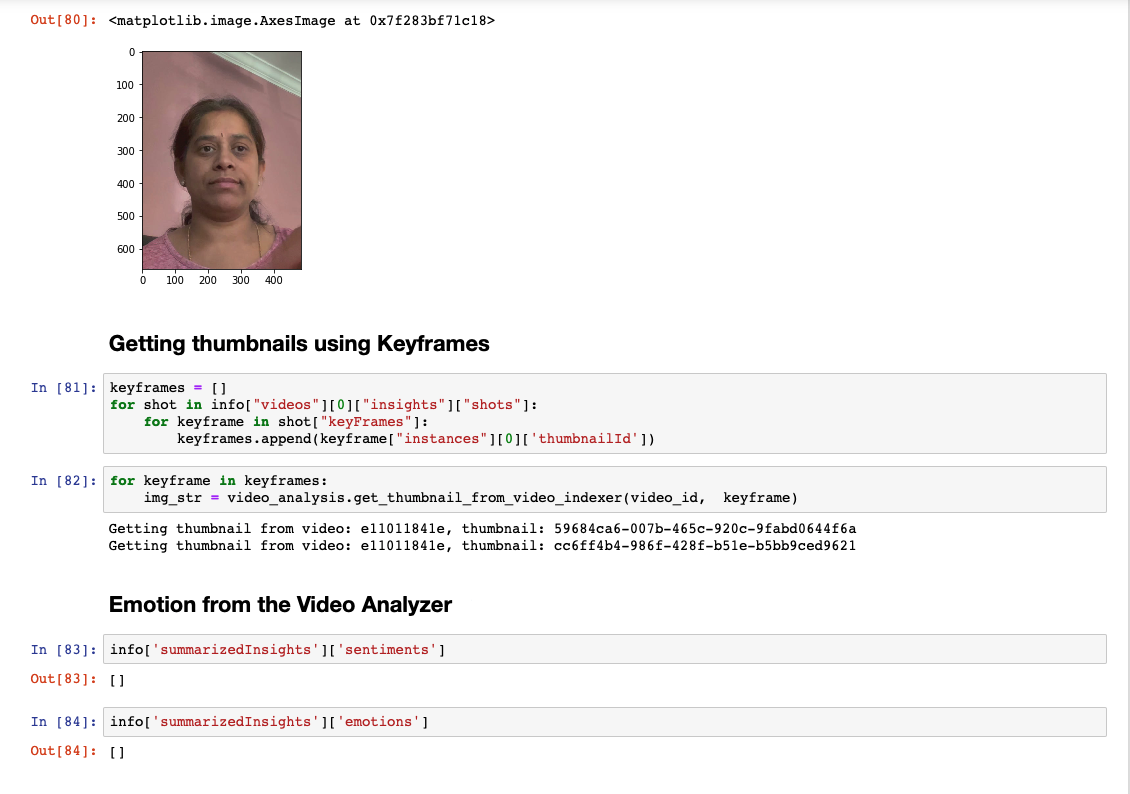 Out[80]: <matplotlib.image.AxesImage at 0x7f283bf71c18>
0
100
200
300
400
500
600
0 100 200 300 400
Getting thumbnails using Keyframes
In [81]: keyframes = []
for shot in info["videos"][0]["insights"]["shots"]:
    for keyframe in shot["keyFrames"]:
        keyframes.append(keyframe["instances"][0]['thumbnailId'])
In [82]: for keyframe in keyframes:
    img_str = video_analysis.get_thumbnail_from_video_indexer(video_id,  keyframe)
Getting thumbnail from video: e11011841e, thumbnail: 59684ca6-007b-465c-920c-9fabd0644f6a
Getting thumbnail from video: e11011841e, thumbnail: cc6ff4b4-986f-428f-b51e-b5bb9ced9621
Emotion from the Video Analyzer
In [83]: info['summarizedInsights']['sentiments']
Out[83]: []
In [84]: info['summarizedInsights']['emotions']
Out[84]: []